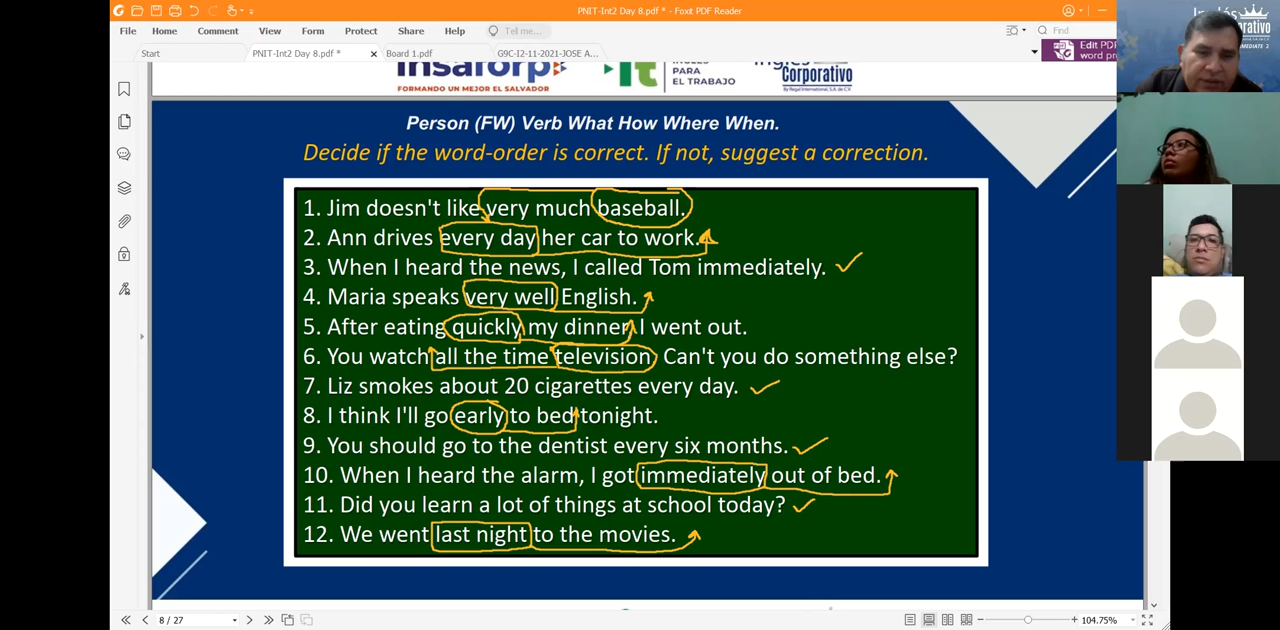 PNIT-Int2 Day 8.pdf * - Foxit PDF Reader
File Home Comment View Form Protect Share Help Tell me... Find
Start PNIT-Int2 Day 8.pdf * Board 1.pdf G9C-I2-11-2021-JOSE A... Edit PDF
word pr
Insaforp INGLÉS
PARA
EL TRABAJO Corporativo
FORMANDO UN MEJOR EL SALVADOR By Regal International, S.A. de C.V.
Person (FW) Verb What How Where When.
Decide if the word-order is correct. If not, suggest a correction.
1. Jim doesn't like very much baseball.
2. Ann drives every day her car to work.
3. When I heard the news, I called Tom immediately.
4. Maria speaks very well English.
5. After eating quickly my dinner I went out.
6. You watch all the time television. Can't you do something else?
7. Liz smokes about 20 cigarettes every day.
8. I think I'll go early to bed tonight.
9. You should go to the dentist every six months.
10. When I heard the alarm, I got immediately out of bed.
11. Did you learn a lot of things at school today?
12. We went last night to the movies.
8 / 27 104.75%